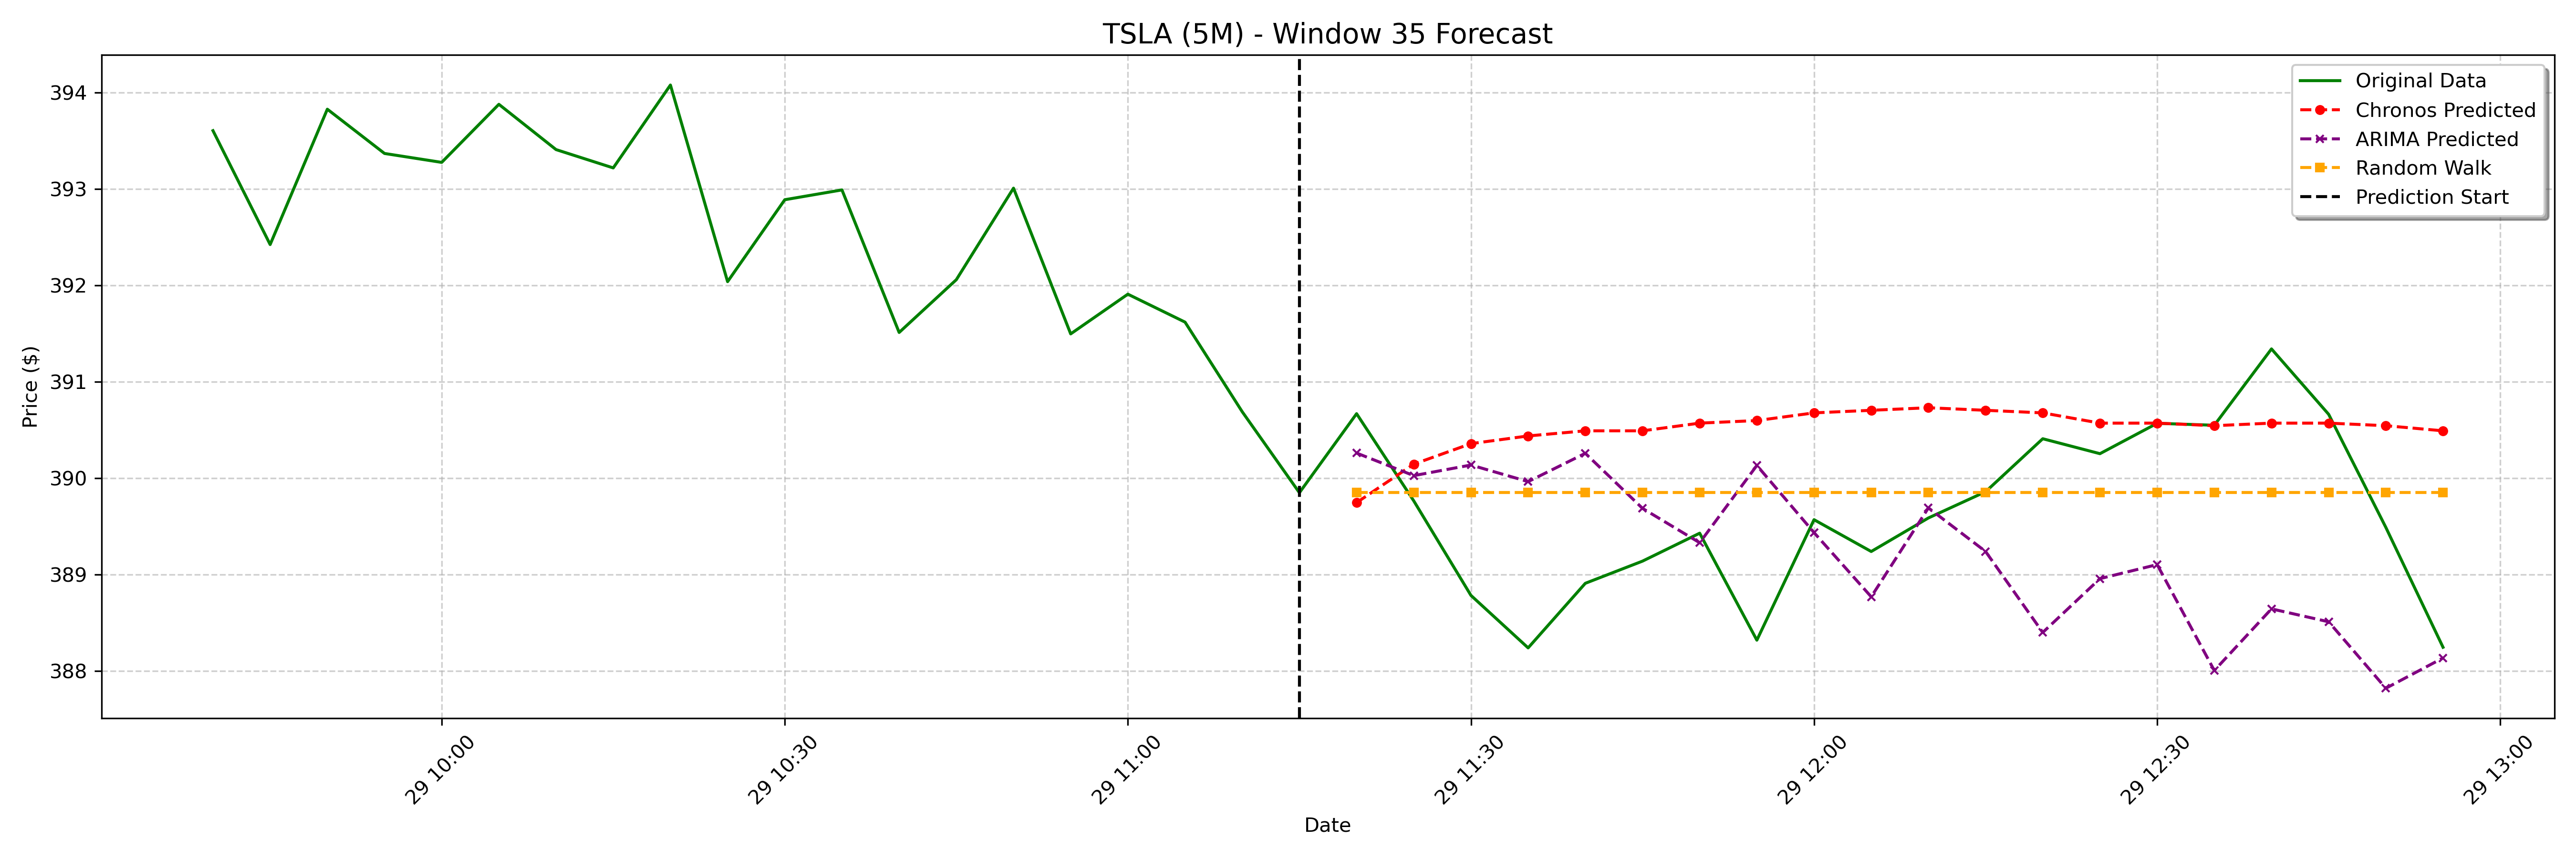 TSLA (5M) - Window 35 Forecast
Original Data
Chronos Predicted
ARIMA Predicted
Random Walk
Prediction Start
Price ($)
394
393
392
391
390
389
388
29 10:00
29 10:30
29 11:00
29 11:30
29 12:00
29 12:30
29 13:00
Date